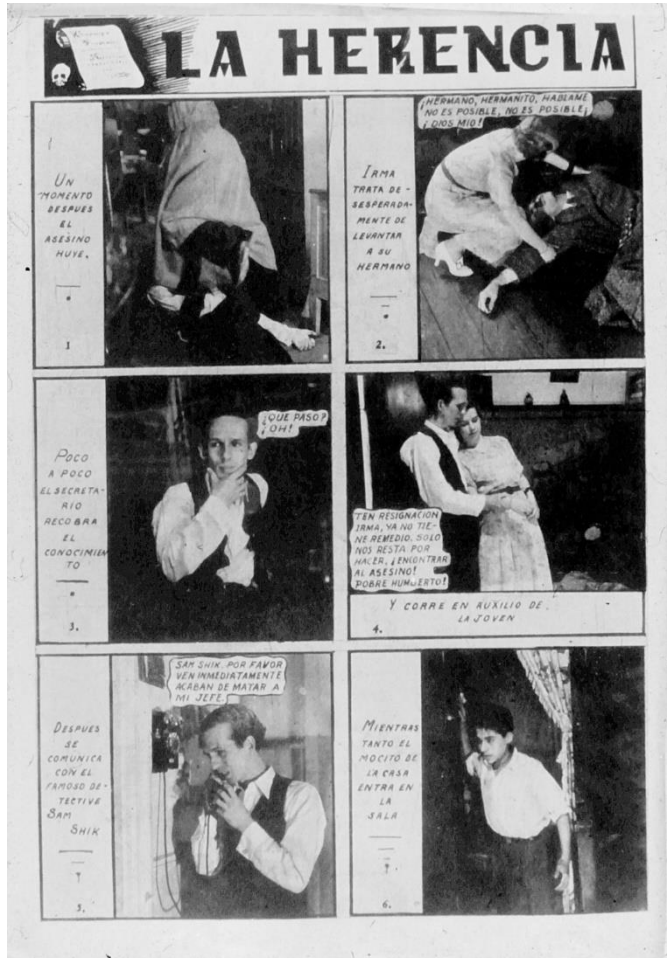 LA HERENCIA
UN
MOMENTO
DESPUES
EL
ASESINO
HUYE.
1
¡HERMANO, HERMANITO, HABLAME
NO ES POSIBLE, NO ES POSIBLE¡
¡DIOS MIO!
IRMA
TRATA DE-
SESPERADA-
MENTE DE
LEVANTAR
A SU
HERMANO
2.
¿QUE PASO?
¡OH!
POCO
A POCO
EL SECRETA-
RIO
RECOBRA
EL
CONOCIMIEN
TO
3.
TEN RESIGNACION
IRMA, YA NO TIE-
NE REMEDIO. SOLO
NOS RESTA POR
HACER, ¡ENCONTRAR
AL ASESINO!
POBRE HUMBERTO!
Y CORRE EN AUXILIO DE
LA JOVEN
4.
SAM SHIK. POR FAVOR
VEN INMEDIATAMENTE
ACABAN DE MATAR A
MI JEFE.
DESPUES
SE
COMUNICA
CON EL
FAMOSO DE-
TECTIVE
SAM
SHIK
5.
MIENTRAS
TANTO EL
MOCITO DE
LA CASA
ENTRA EN
LA
SALA
6.